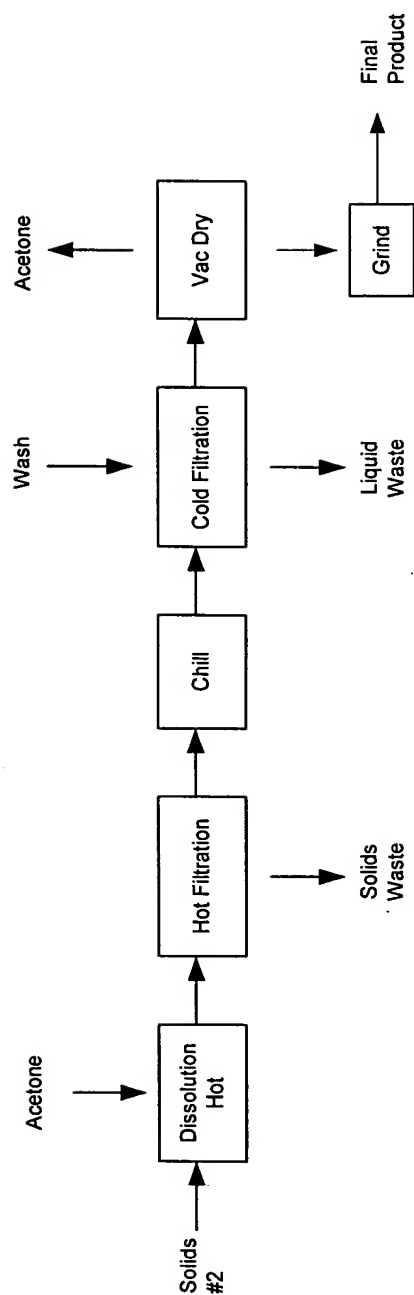 Acetone
Wash
Acetone
Solids
#2
Dissolution
Hot
Hot Filtration
Chill
Cold Filtration
Vac Dry
Solids
Waste
Liquid
Waste
Grind
Final
Product